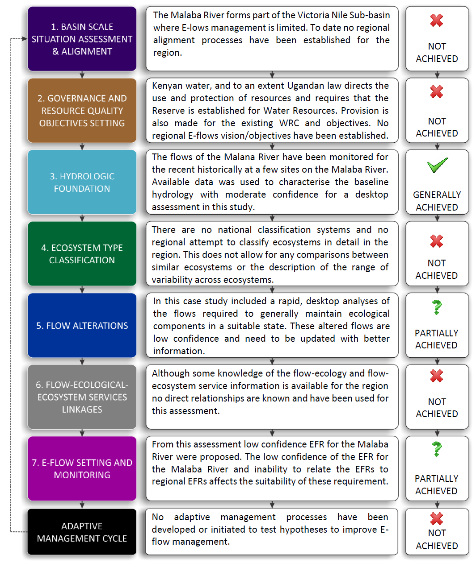 1. BASIN SCALE
SITUATION ASSESSMENT
& ALIGNMENT
The Malaba River forms part of the Victoria Nile Sub-basin
where E-lows management is limited. To date no regional
alignment processes have been established for the
region.
NOT
ACHIEVED
2. GOVERNANCE AND
RESOURCE QUALITY
OBJECTIVES SETTING
Kenyan water, and to an extent Ugandan law directs the
use and protection of resources and requires that the
Reserve is established for Water Resources. Provision is
also made for the existing WRC and objectives. No
regional E-flows vision/objectives have been established.
NOT
ACHIEVED
3. HYDROLOGIC
FOUNDATION
The flows of the Malana River have been monitored for
the recent historically at a few sites on the Malaba River.
Available data was used to characterise the baseline
hydrology with moderate confidence for a desktop
assessment in this study.
GENERALLY
ACHIEVED
4. ECOSYSTEM TYPE
CLASSIFICATION
There are no national classification systems and no
regional attempt to classify ecosystems in detail in the
region. This does not allow for any comparisons between
similar ecosystems or the description of the range of
variability across ecosystems.
NOT
ACHIEVED
5. FLOW ALTERATIONS
In this case study included a rapid, desktop analyses of
the flows required to generally maintain ecological
components in a suitable state. These altered flows are
low confidence and need to be updated with better
information.
?
PARTIALLY
ACHIEVED
6. FLOW-ECOLOGICAL-
ECOSYSTEM SERVICES
LINKAGES
Although some knowledge of the flow-ecology and flow-
ecosystem service information is available for the region
no direct relationships are known and have been used for
this assessment.
NOT
ACHIEVED
7. E-FLOW SETTING AND
MONITORING
From this assessment low confidence EFR for the Malaba
River were proposed. The low confidence of the EFR for
the Malaba River and inability to relate the EFRs to
regional EFRs affects the suitability of these requirement.
?
PARTIALLY
ACHIEVED
ADAPTIVE
MANAGEMENT CYCLE
No adaptive management processes have been
developed or initiated to test hypotheses to improve E-
flow management.
NOT
ACHIEVED